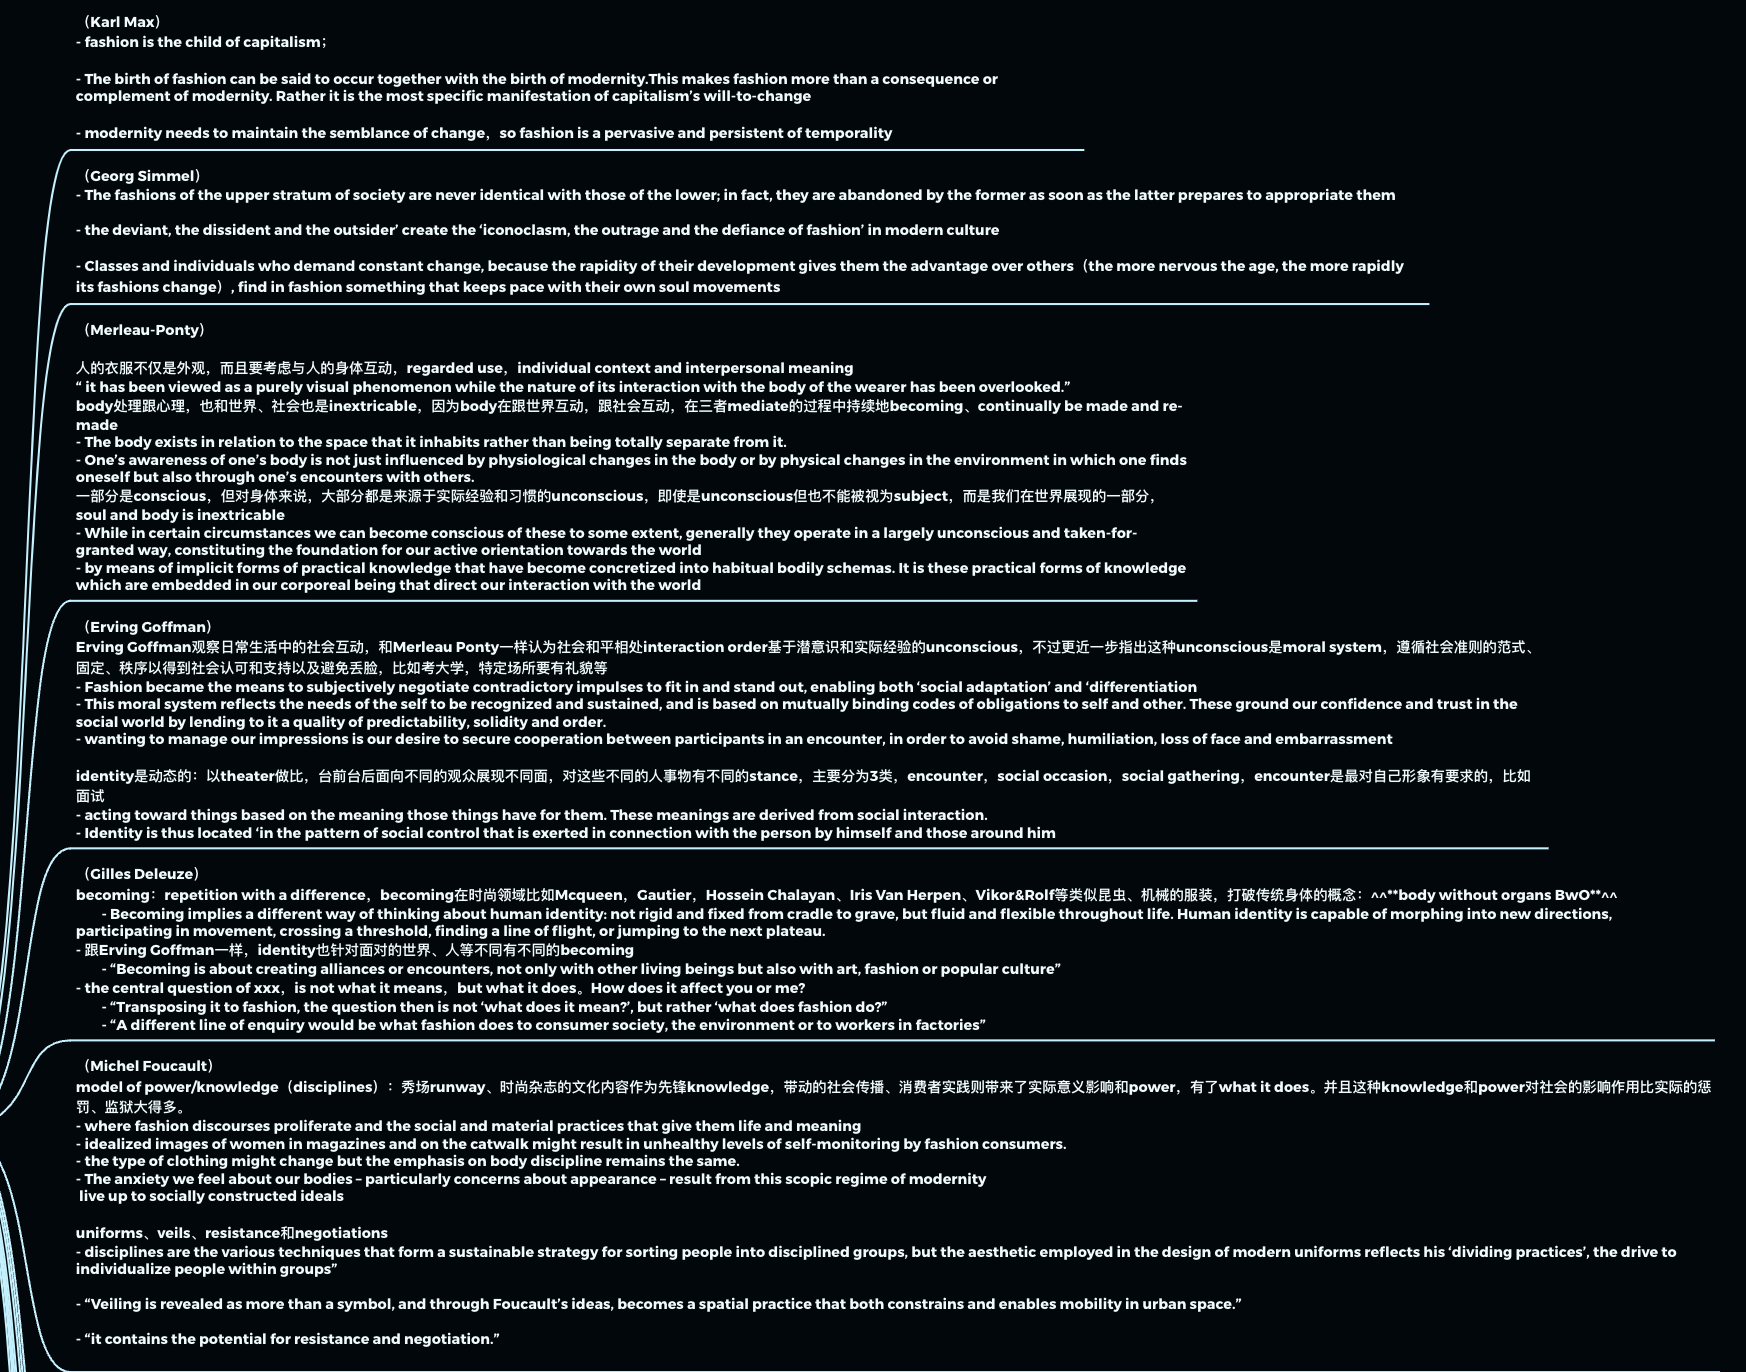 （Karl Max）
- fashion is the child of capitalism；
- The birth of fashion can be said to occur together with the birth of modernity.This makes fashion more than a consequence or
complement of modernity. Rather it is the most specific manifestation of capitalism’s will-to-change
- modernity needs to maintain the semblance of change，so fashion is a pervasive and persistent of temporality
（Georg Simmel）
- The fashions of the upper stratum of society are never identical with those of the lower; in fact, they are abandoned by the former as soon as the latter prepares to appropriate them
- the deviant, the dissident and the outsider’ create the ‘iconoclasm, the outrage and the defiance of fashion’ in modern culture
- Classes and individuals who demand constant change, because the rapidity of their development gives them the advantage over others（the more nervous the age, the more rapidly
its fashions change）, find in fashion something that keeps pace with their own soul movements
（Merleau-Ponty）
人的衣服不仅是外观，而且要考虑与人的身体互动，regarded use，individual context and interpersonal meaning
“ it has been viewed as a purely visual phenomenon while the nature of its interaction with the body of the wearer has been overlooked.”
body处理跟心理，也和世界、社会也是inextricable，因为body在跟世界互动，跟社会互动，在三者mediate的过程中持续地becoming、continually be made and re-
made
- The body exists in relation to the space that it inhabits rather than being totally separate from it.
- One’s awareness of one’s body is not just influenced by physiological changes in the body or by physical changes in the environment in which one finds
oneself but also through one’s encounters with others.
一部分是conscious，但对身体来说，大部分都是来源于实际经验和习惯的unconscious，即使是unconscious但也不能被视为subject，而是我们在世界展现的一部分，
soul and body is inextricable
- While in certain circumstances we can become conscious of these to some extent, generally they operate in a largely unconscious and taken-for-
granted way, constituting the foundation for our active orientation towards the world
- by means of implicit forms of practical knowledge that have become concretized into habitual bodily schemas. It is these practical forms of knowledge
which are embedded in our corporeal being that direct our interaction with the world
（Erving Goffman）
Erving Goffman观察日常生活中的社会互动，和Merleau Ponty一样认为社会和平相处interaction order基于潜意识和实际经验的unconscious，不过更近一步指出这种unconscious是moral system，遵循社会准则的范式、
固定、秩序以得到社会认可和支持以及避免丢脸，比如考大学，特定场所要有礼貌等
- Fashion became the means to subjectively negotiate contradictory impulses to fit in and stand out, enabling both ‘social adaptation’ and ‘differentiation
- This moral system reflects the needs of the self to be recognized and sustained, and is based on mutually binding codes of obligations to self and other. These ground our confidence and trust in the
social world by lending to it a quality of predictability, solidity and order.
- wanting to manage our impressions is our desire to secure cooperation between participants in an encounter, in order to avoid shame, humiliation, loss of face and embarrassment
identity是动态的：以theater做比，台前台后面向不同的观众展现不同面，对这些不同的人事物有不同的stance，主要分为3类，encounter，social occasion，social gathering，encounter是最对自己形象有要求的，比如
面试
- acting toward things based on the meaning those things have for them. These meanings are derived from social interaction.
- Identity is thus located ‘in the pattern of social control that is exerted in connection with the person by himself and those around him
（Gilles Deleuze）
becoming：repetition with a difference，becoming在时尚领域比如Mcqueen，Gautier，Hossein Chalayan、Iris Van Herpen、Vikor&Rolf等类似昆虫、机械的服装，打破传统身体的概念：^^**body without organs BwO**^^
- Becoming implies a different way of thinking about human identity: not rigid and fixed from cradle to grave, but fluid and flexible throughout life. Human identity is capable of morphing into new directions,
participating in movement, crossing a threshold, finding a line of flight, or jumping to the next plateau.
- 跟Erving Goffman一样，identity也针对面对的世界、人等不同有不同的becoming
- “Becoming is about creating alliances or encounters, not only with other living beings but also with art, fashion or popular culture”
- the central question of xxx，is not what it means，but what it does。How does it affect you or me?
- “Transposing it to fashion, the question then is not ‘what does it mean?’, but rather ‘what does fashion do?”
- “A different line of enquiry would be what fashion does to consumer society, the environment or to workers in factories”
（Michel Foucault）
model of power/knowledge（disciplines）：秀场runway、时尚杂志的文化内容作为先锋knowledge，带动的社会传播、消费者实践则带来了实际意义影响和power，有了what it does。并且这种knowledge和power对社会的影响作用比实际的惩
罚、监狱大得多。
- where fashion discourses proliferate and the social and material practices that give them life and meaning
- idealized images of women in magazines and on the catwalk might result in unhealthy levels of self-monitoring by fashion consumers.
- the type of clothing might change but the emphasis on body discipline remains the same.
- The anxiety we feel about our bodies – particularly concerns about appearance – result from this scopic regime of modernity
live up to socially constructed ideals
uniforms、veils、resistance和negotiations
- disciplines are the various techniques that form a sustainable strategy for sorting people into disciplined groups, but the aesthetic employed in the design of modern uniforms reflects his ‘dividing practices’, the drive to
individualize people within groups”
- “Veiling is revealed as more than a symbol, and through Foucault’s ideas, becomes a spatial practice that both constrains and enables mobility in urban space.”
- “it contains the potential for resistance and negotiation.”